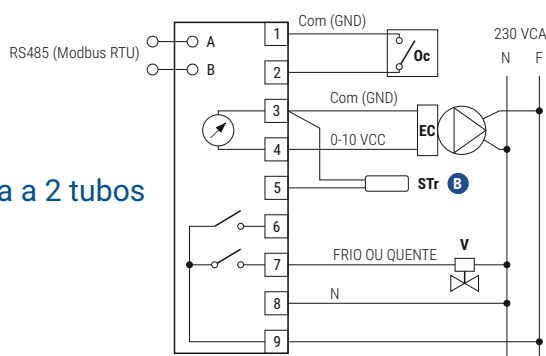 Com (GND)
230 VCA
N F
RS485 (Modbus RTU)
A
B
1
2
Oc
Com (GND)
3
EC
0-10 VCC
4
a a 2 tubos
5
STr B
6
V
FRIO OU QUENTE
7
N
8
9